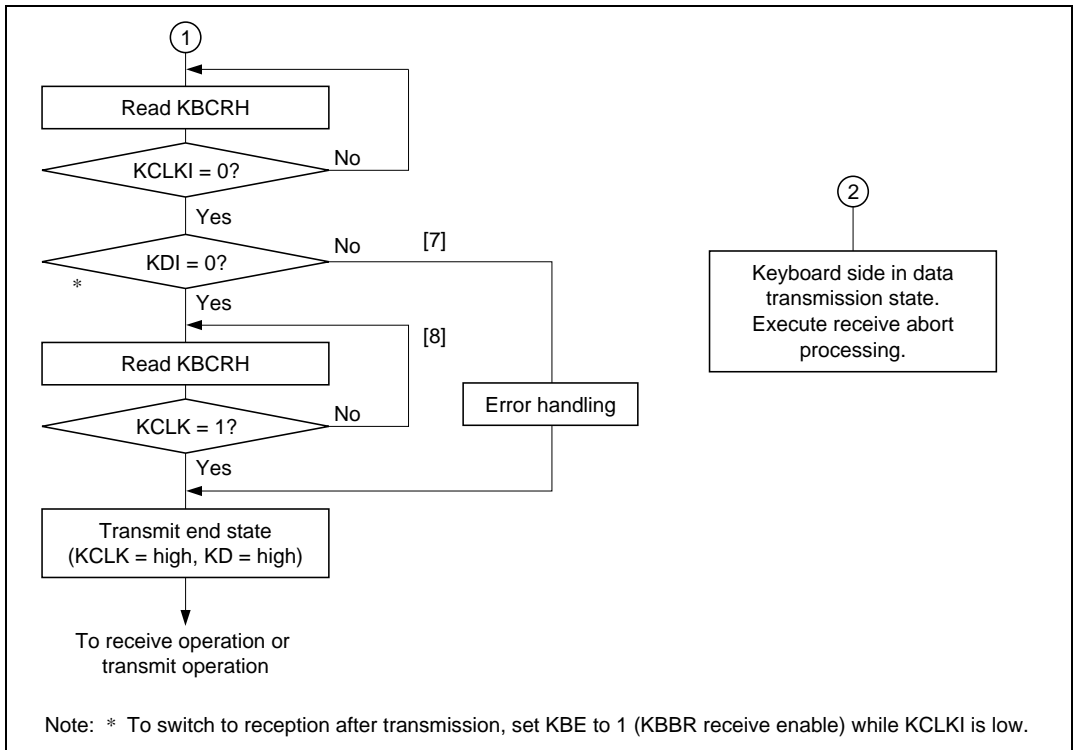 1
Read KBCRH
KCLKI = 0?
No
Yes
KDI = 0?
No
[7]
*
Yes
[8]
Read KBCRH
KCLK = 1?
No
Error handling
Yes
Transmit end state
(KCLK = high, KD = high)
To receive operation or
transmit operation
2
Keyboard side in data
transmission state.
Execute receive abort
processing.
Note: * To switch to reception after transmission, set KBE to 1 (KBBR receive enable) while KCLKI is low.